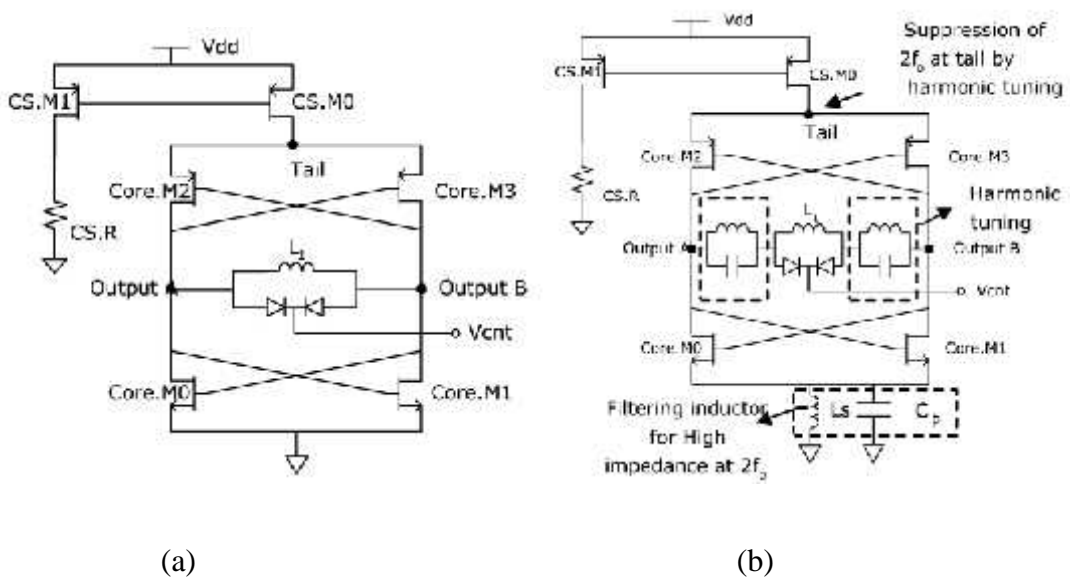 Vdd
CS.M1
CS.M0
Tail
Core.M2
Core.M3
CS.R
L₁
Output
Output B
Vcnt
Core.M0
Core.M1
(a)
Vdd
Suppression of
2f₀ at tail by
harmonic tuning
CS.M1
CS.M0
Tail
Core.M2
Core.M3
CS.R
Harmonic
tuning
L₁
Output A
Output B
Vcnt
Core.M0
Core.M1
Filtering inductor
for High
impedance at 2f₀
Ls
Cₚ
(b)